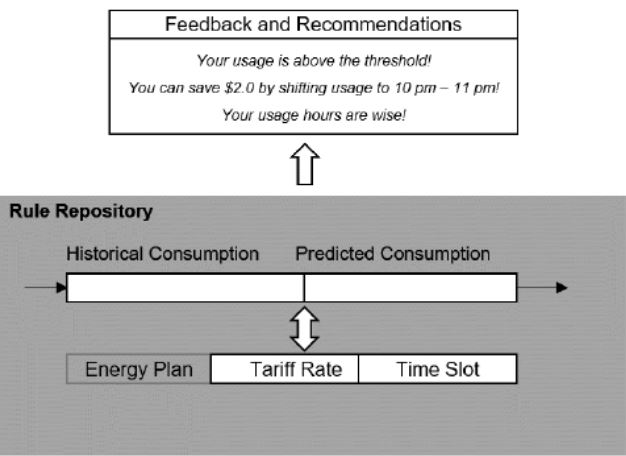 Feedback and Recommendations
Your usage is above the threshold!
You can save $2.0 by shifting usage to 10 pm – 11 pm!
Your usage hours are wise!
Rule Repository
Historical Consumption Predicted Consumption
Energy Plan Tariff Rate Time Slot